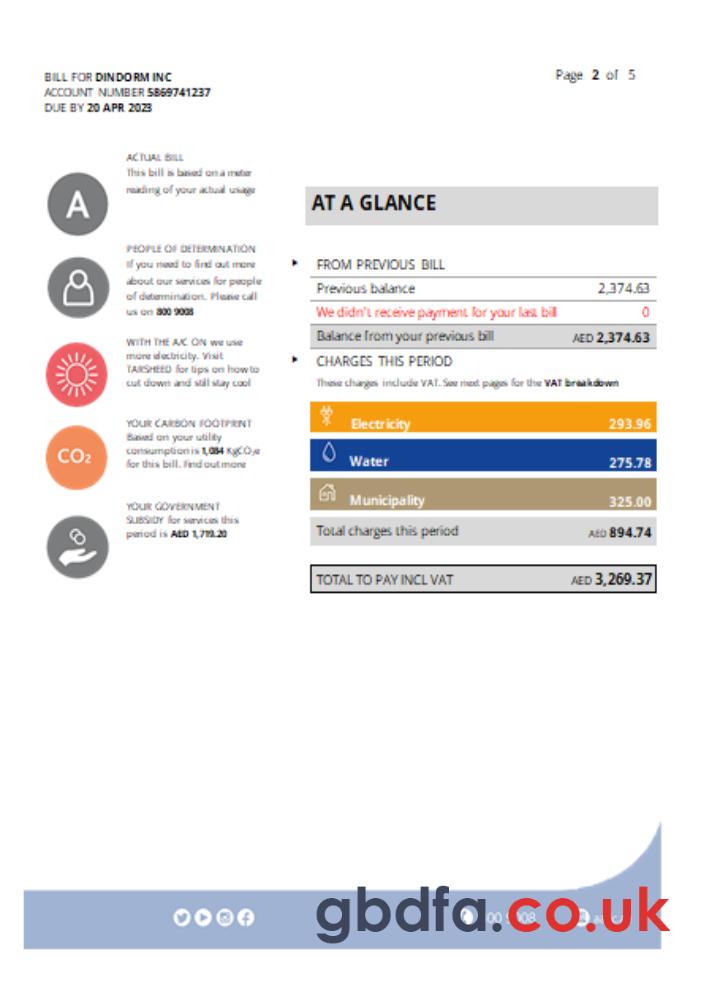 BILL FOR DINDORM INC
ACCOUNT NUMBER 5869741237
DUE BY 20 APR 2023
Page 2 of 5
ACTUAL BILL
This bill is based on a meter
reading of your actual usage
A
PEOPLE OF DETERMINATION
If you need to find out more
about our services for people
of determination. Please call
us on 800 9008
WITH THE A/C ON we use
more electricity. Visit
TARSHEED for tips on how to
cut down and still stay cool
YOUR CARBON FOOTPRINT
Based on your utility
consumption is 1,084 KgCO₂e
for this bill. Find out more
CO₂
YOUR GOVERNMENT
SUBSIDY for services this
period is AED 1,719.20
AT A GLANCE
FROM PREVIOUS BILL
Previous balance 2,374.63
We didn't receive payment for your last bill 0
Balance from your previous bill AED 2,374.63
CHARGES THIS PERIOD
These charges include VAT. See next pages for the VAT breakdown
Electricity 293.96
Water 275.78
Municipality 325.00
Total charges this period AED 894.74
TOTAL TO PAY INCL VAT AED 3,269.37
gbdfa.co.uk